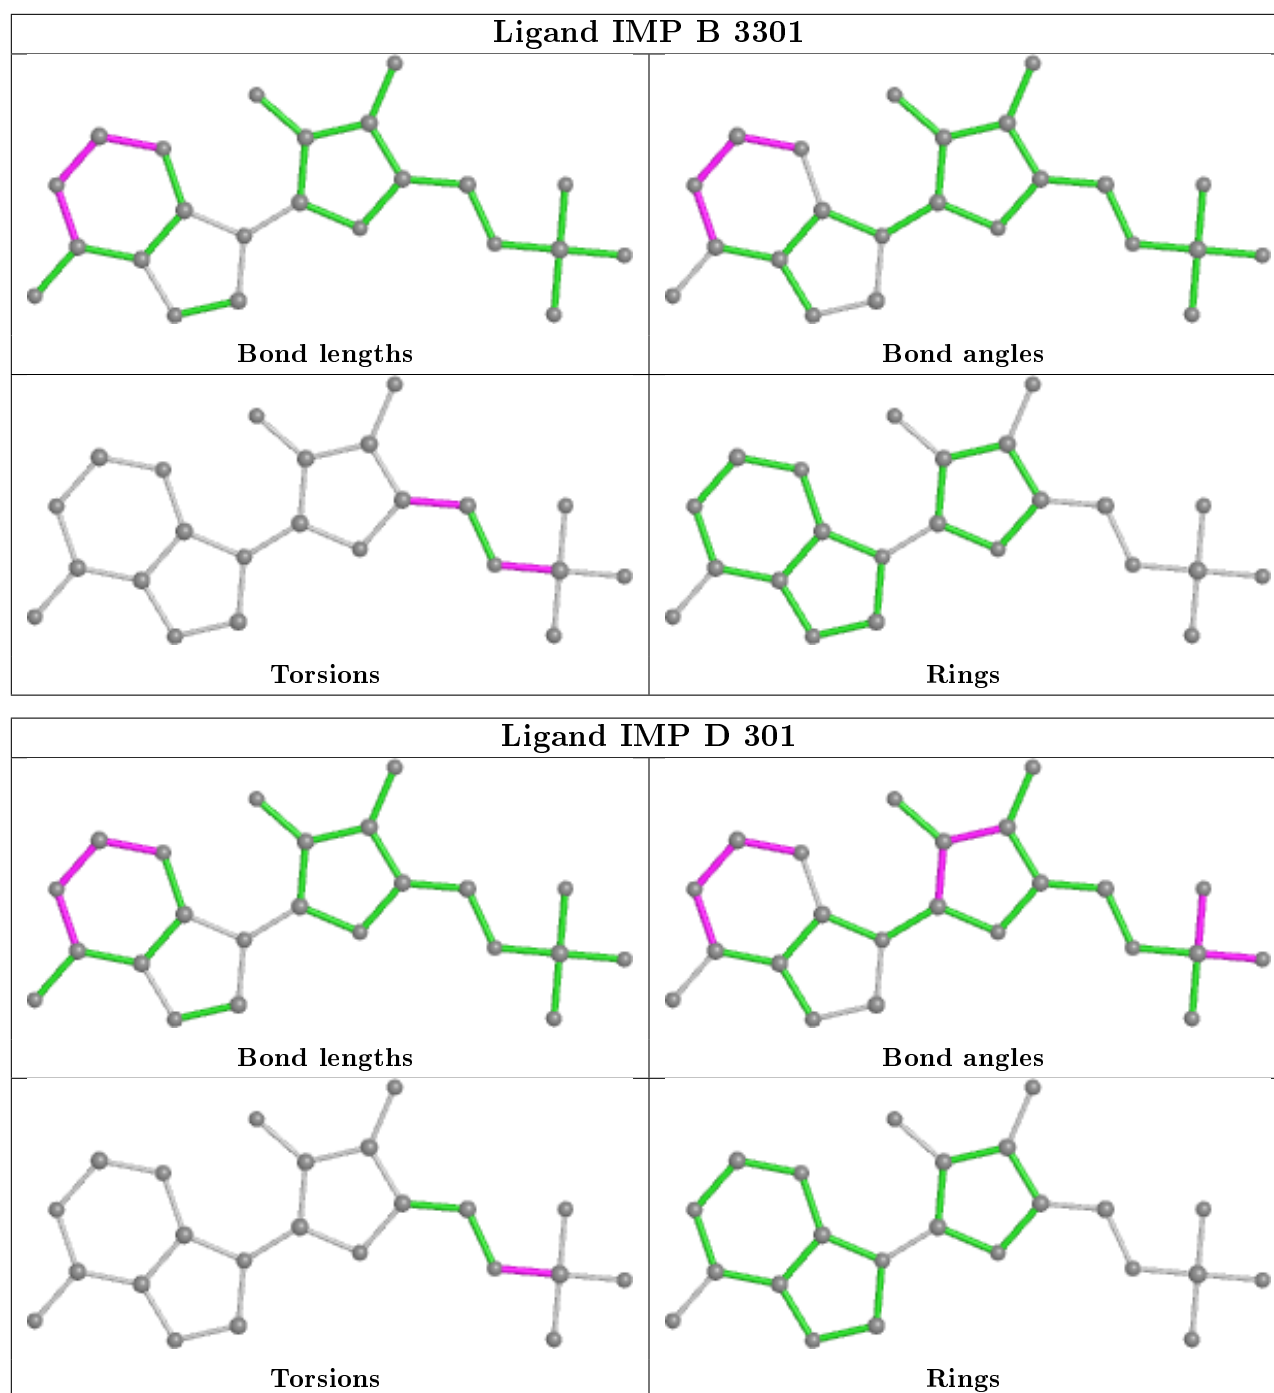 Ligand IMP B 3301
Bond lengths
Bond angles
Torsions
Rings
Ligand IMP D 301
Bond lengths
Bond angles
Torsions
Rings